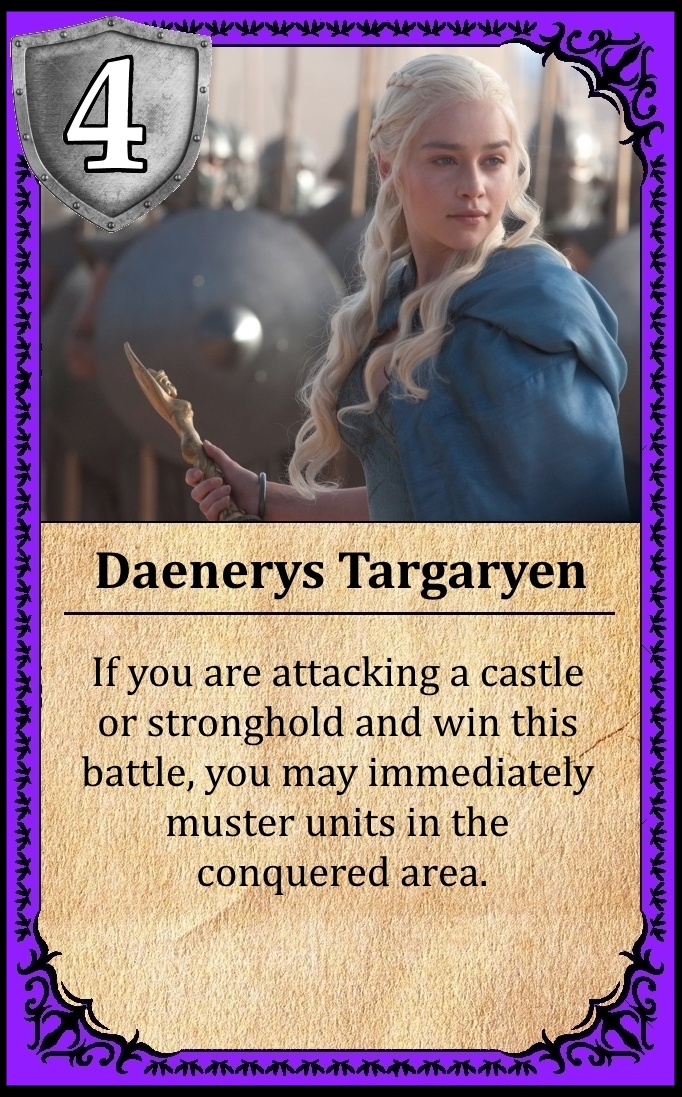 4
Daenerys Targaryen
If you are attacking a castle
or stronghold and win this
battle, you may immediately
muster units in the
conquered area.